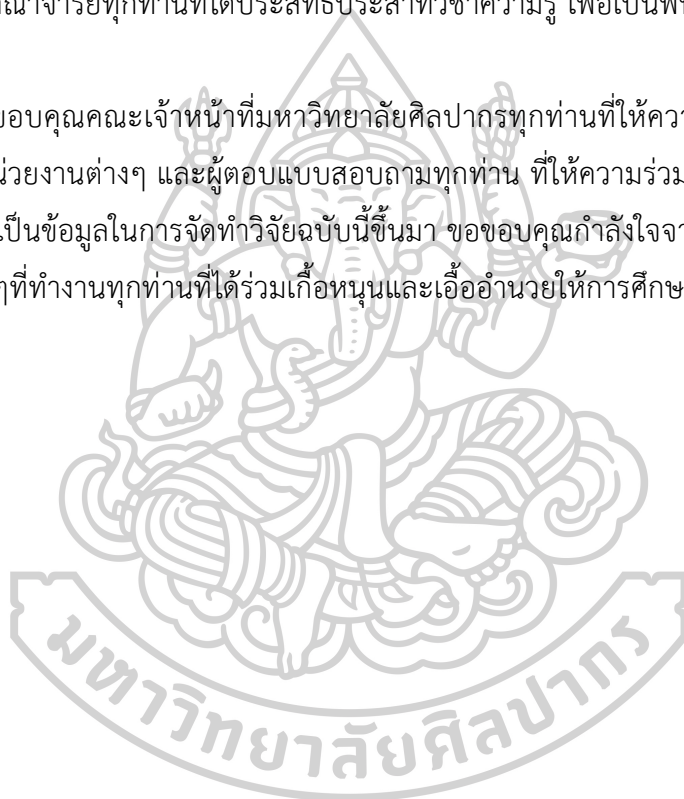 ณาจารย์ทุกท่านที่ได้ประสิทธิ์ประสาทวิชาความรู้ เพื่อเป็นพื้น
ขอบคุณคณะเจ้าหน้าที่มหาวิทยาลัยศิลปากรทุกท่านที่ให้ควา
น่วยงานต่างๆ และผู้ตอบแบบสอบถามทุกท่าน ที่ให้ความร่วม
เป็นข้อมูลในการจัดทำวิจัยฉบับนี้ขึ้นมา ขอขอบคุณกำลังใจจา
ๆที่ทำงานทุกท่านที่ได้ร่วมเกื้อหนุนและเอื้ออำนวยให้การศึกษ
มหาวิทยาลัยศิลปากร